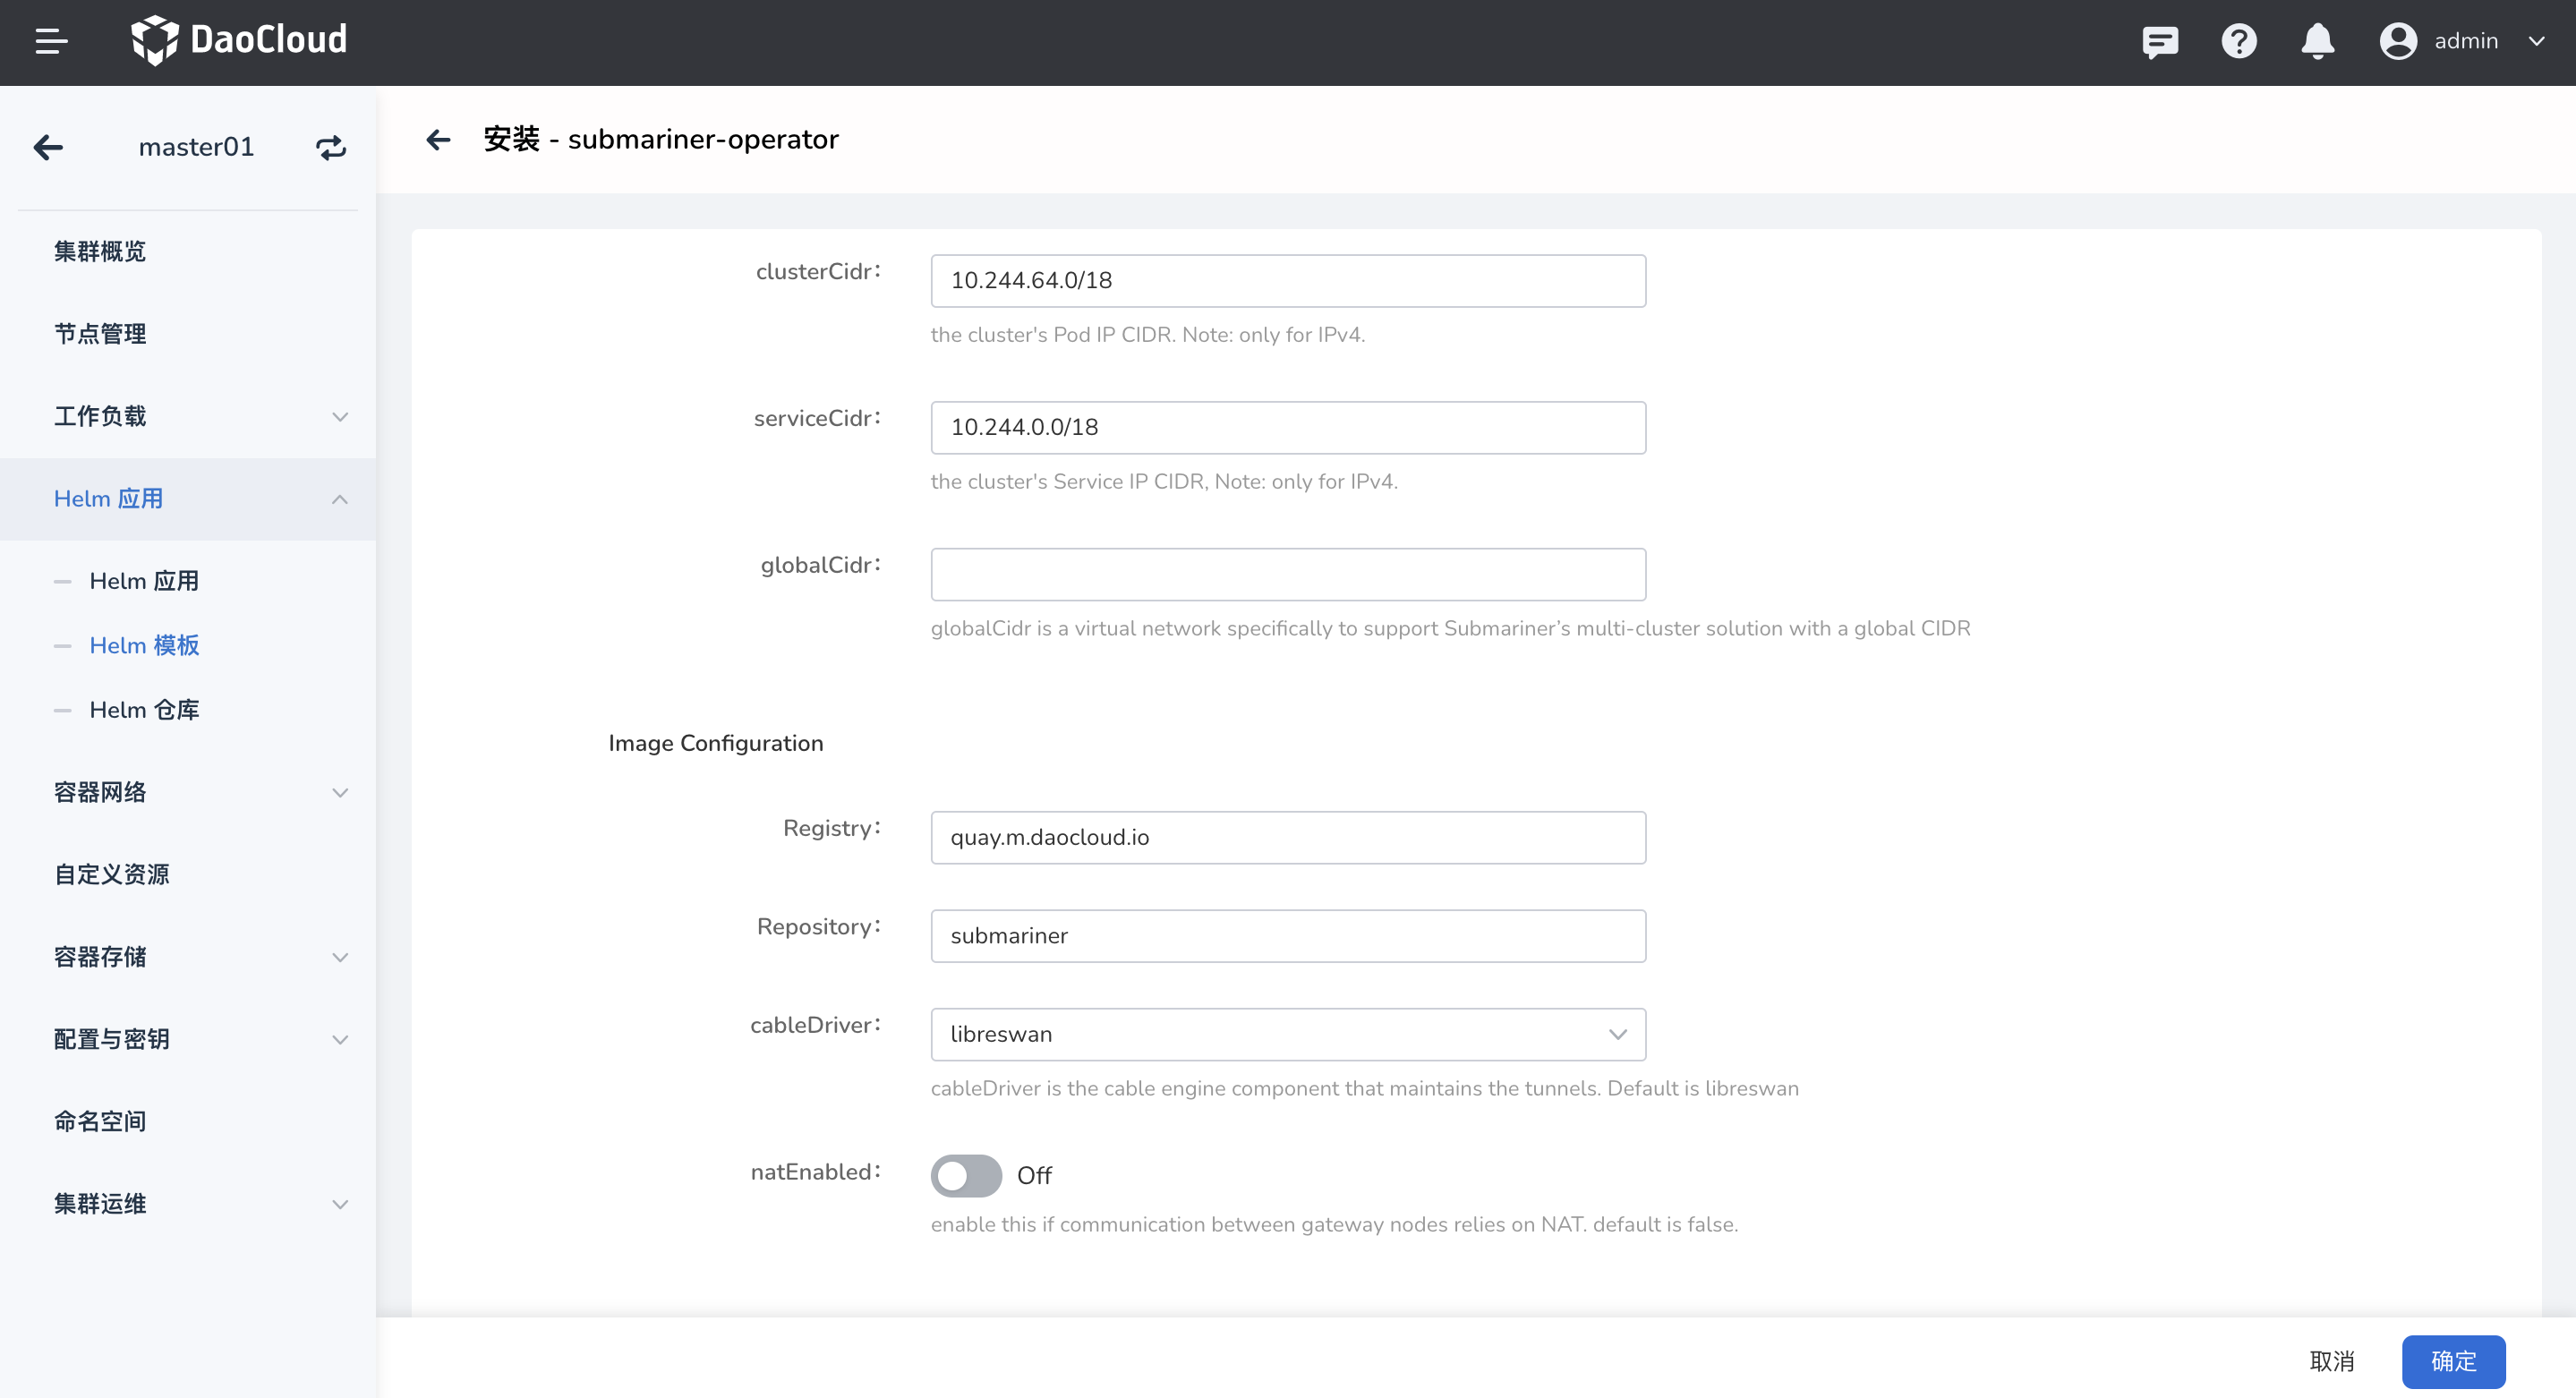 DaoCloud
admin
master01
集群概览
节点管理
工作负载
Helm 应用
Helm 应用
Helm 模板
Helm 仓库
容器网络
自定义资源
容器存储
配置与密钥
命名空间
集群运维
安装 - submariner-operator
clusterCidr：
10.244.64.0/18
the cluster's Pod IP CIDR. Note: only for IPv4.
serviceCidr：
10.244.0.0/18
the cluster's Service IP CIDR, Note: only for IPv4.
globalCidr：
globalCidr is a virtual network specifically to support Submariner’s multi-cluster solution with a global CIDR
Image Configuration
Registry：
quay.m.daocloud.io
Repository：
submariner
cableDriver：
libreswan
cableDriver is the cable engine component that maintains the tunnels. Default is libreswan
natEnabled：
Off
enable this if communication between gateway nodes relies on NAT. default is false.
取消
确定